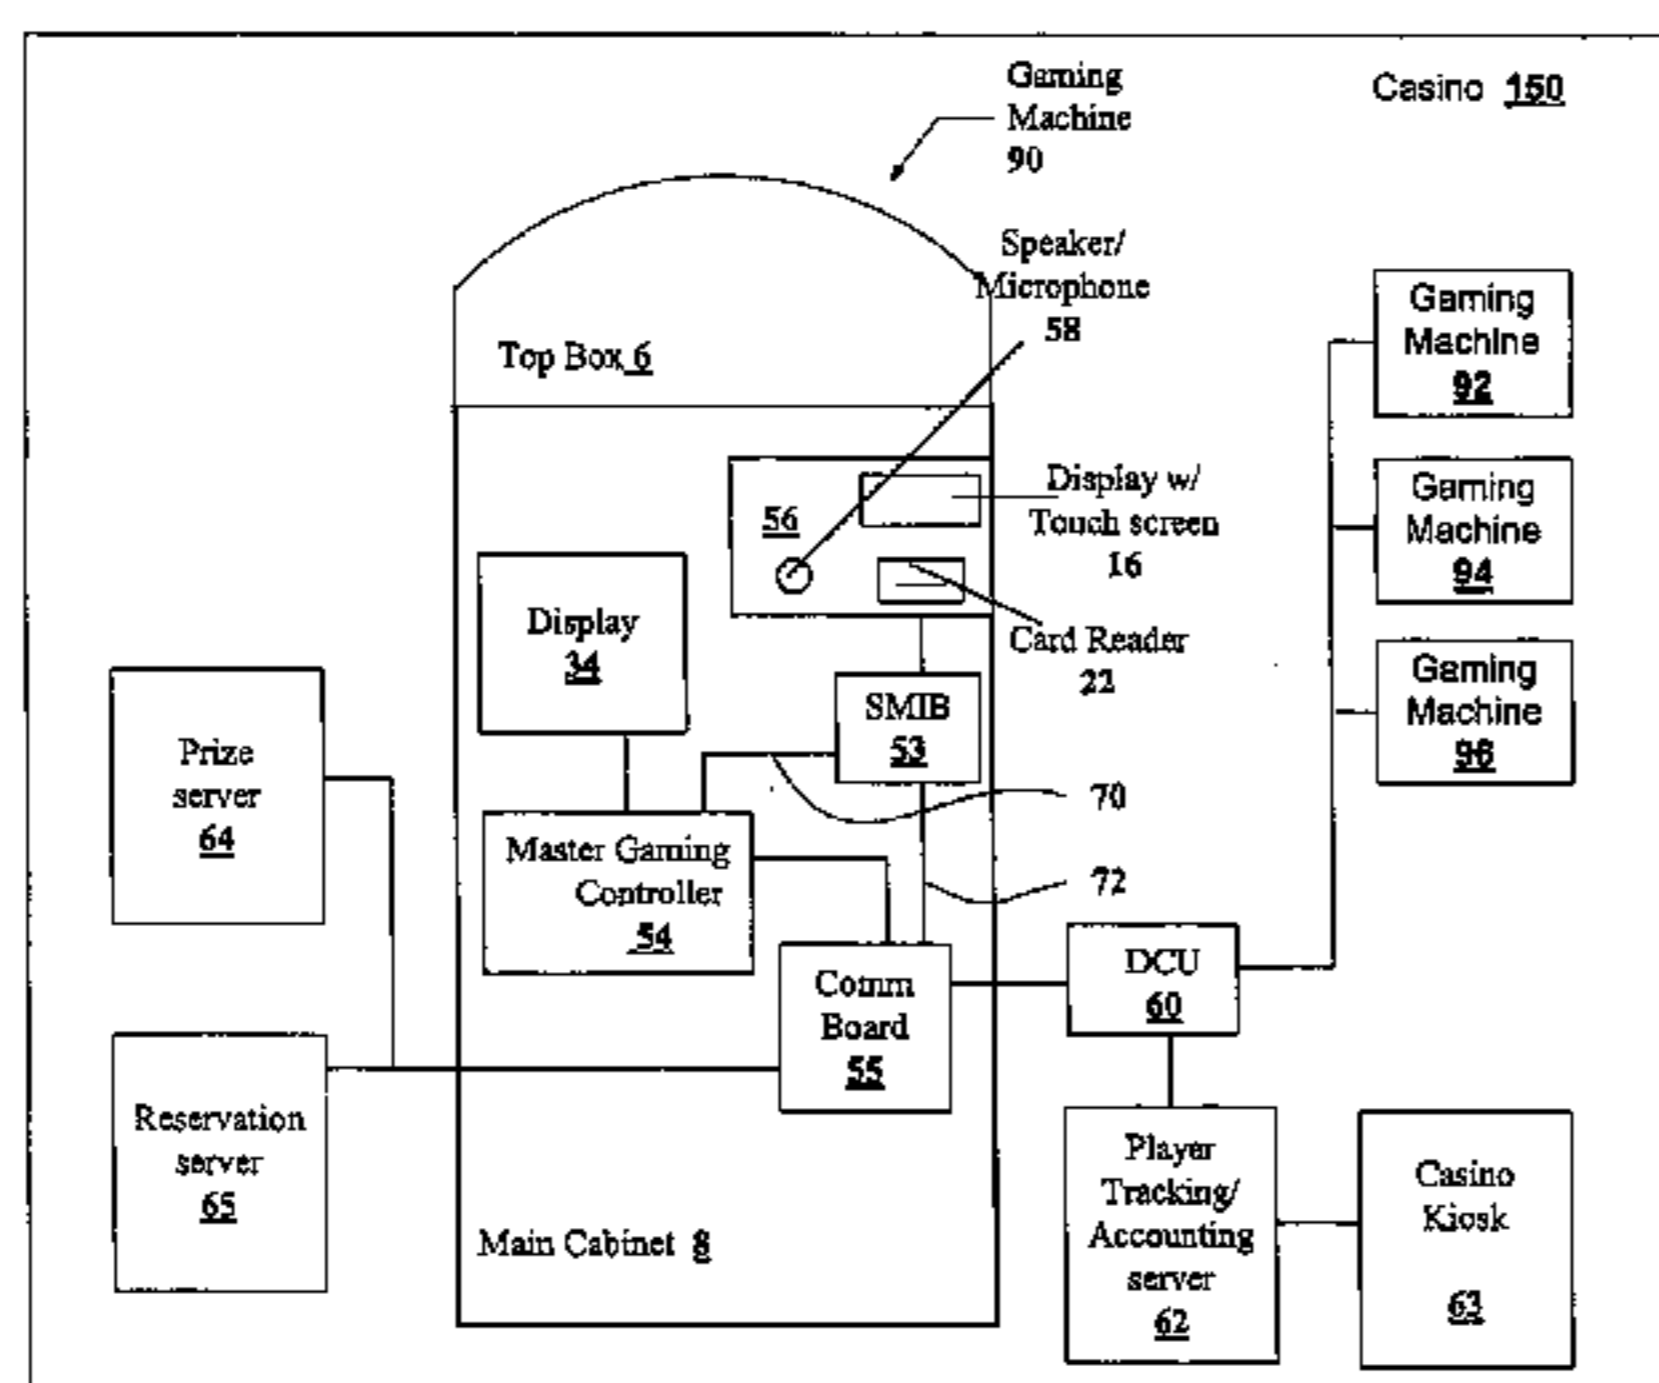 Casino 150
Gaming
Machine
90
Speaker/
Microphone
58
Top Box 6
Gaming
Machine
92
Display w/
Touch screen
16
56
Gaming
Machine
94
Display
34
Card Reader
22
Gaming
Machine
96
SMIB
53
Prize
server
64
70
Master Gaming
Controller
54
72
DCU
60
Comm
Board
55
Reservation
server
65
Player
Tracking/
Accounting
server
62
Casino
Kiosk
63
Main Cabinet 8